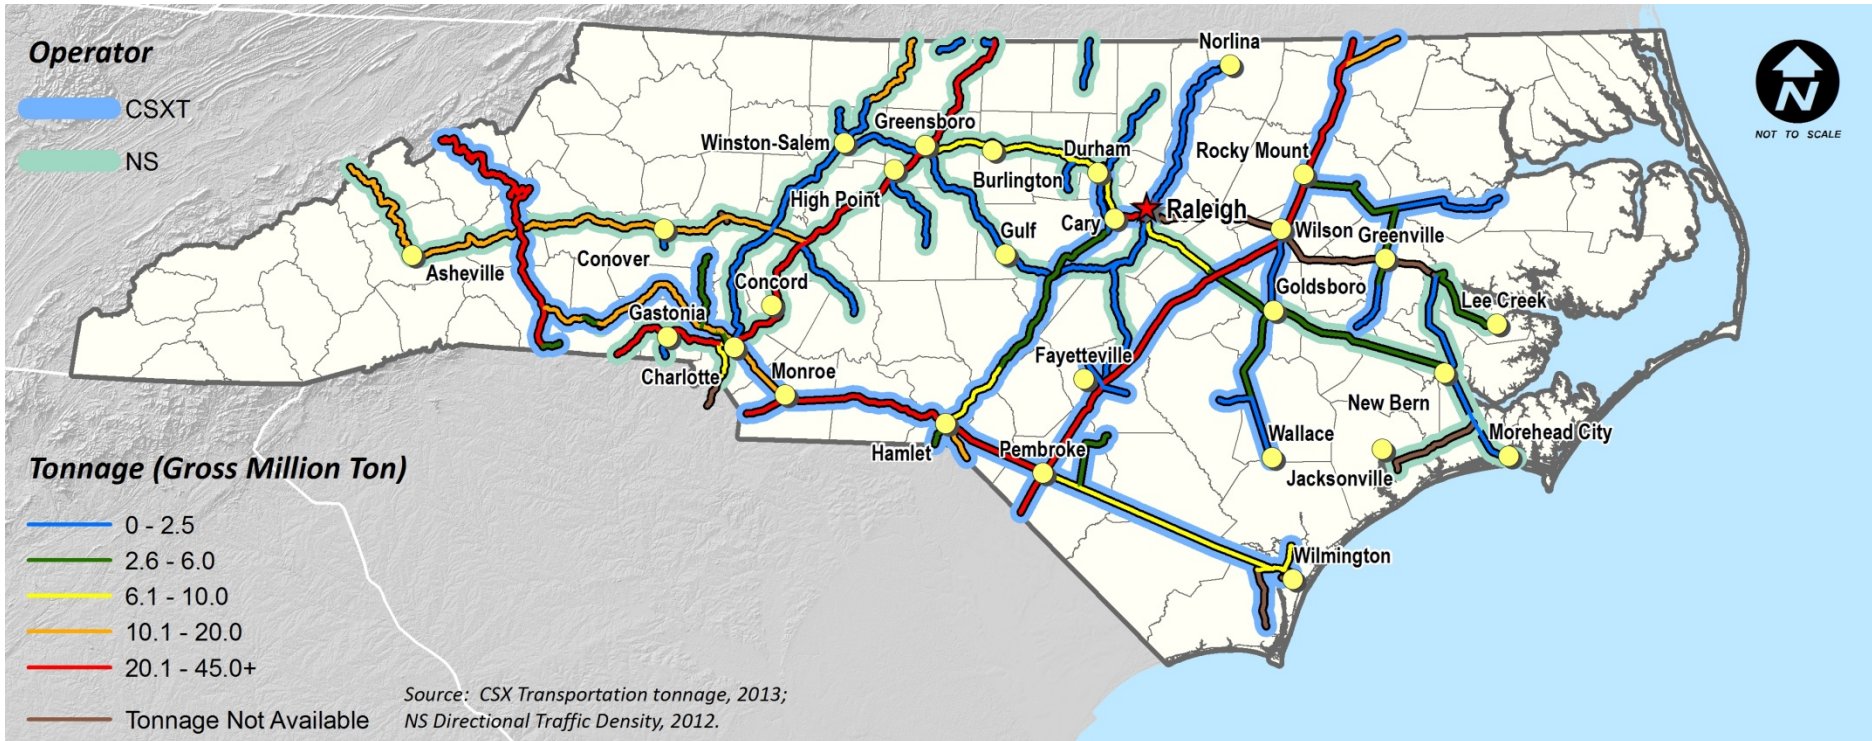 Operator
CSXT
NS
Norlina
N
NOT TO SCALE
Greensboro
Winston-Salem
Durham
Rocky Mount
Burlington
High Point
Raleigh
Cary
Gulf
Wilson
Greenville
Conover
Asheville
Concord
Goldsboro
Lee Creek
Gastonia
Fayetteville
Charlotte
Monroe
New Bern
Wallace
Morehead City
Hamlet
Pembroke
Jacksonville
Wilmington
Tonnage (Gross Million Ton)
0 - 2.5
2.6 - 6.0
6.1 - 10.0
10.1 - 20.0
20.1 - 45.0+
Tonnage Not Available
Source: CSX Transportation tonnage, 2013;
NS Directional Traffic Density, 2012.